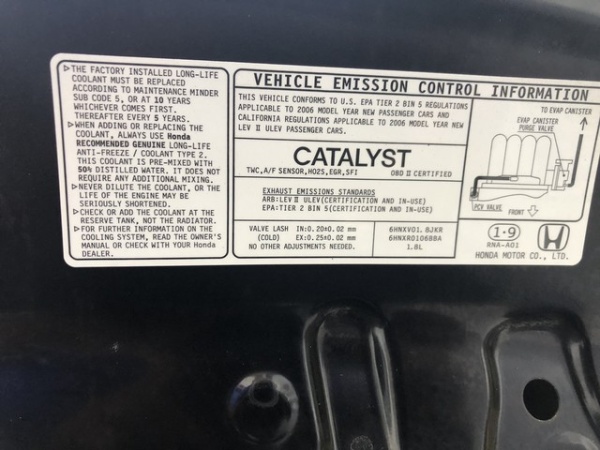 ▷THE FACTORY INSTALLED LONG-LIFE
COOLANT MUST BE REPLACED
ACCORDING TO MAINTENANCE MINDER
SUB CODE 5, OR AT 10 YEARS
WHICHEVER COMES FIRST.
THEREAFTER EVERY 5 YEARS.
▷WHEN ADDING OR REPLACING THE
COOLANT, ALWAYS USE Honda
RECOMMENDED GENUINE LONG-LIFE
ANTI-FREEZE / COOLANT TYPE 2.
THIS COOLANT IS PRE-MIXED WITH
50% DISTILLED WATER. IT DOES NOT
REQUIRE ANY ADDITIONAL MIXING.
▷NEVER DILUTE THE COOLANT, OR THE
LIFE OF THE ENGINE MAY BE
SERIOUSLY SHORTENED.
▷CHECK OR ADD THE COOLANT AT THE
RESERVE TANK, NOT THE RADIATOR.
▷FOR FURTHER INFORMATION ON THE
COOLING SYSTEM, READ THE OWNER'S
MANUAL OR CHECK WITH YOUR Honda
DEALER.
VEHICLE EMISSION CONTROL INFORMATION
THIS VEHICLE CONFORMS TO U.S. EPA TIER 2 BIN 5 REGULATIONS
APPLICABLE TO 2006 MODEL YEAR NEW PASSENGER CARS AND
CALIFORNIA REGULATIONS APPLICABLE TO 2006 MODEL YEAR NEW
LEV II ULEV PASSENGER CARS.
CATALYST
TWC,A/F SENSOR,HO2S,EGR,SFI
OBD II CERTIFIED
EXHAUST EMISSIONS STANDARDS
ARB:LEV II ULEV(CERTIFICATION AND IN-USE)
EPA:TIER 2 BIN 5(CERTIFICATION AND IN-USE)
VALVE LASH IN:0.20±0.02 mm
(COLD) EX:0.25±0.02 mm
NO OTHER ADJUSTMENTS NEEDED.
6HNXV01.8JKR
6HNXR0106BBA
1.8L
TO EVAP CANISTER
EVAP CANISTER
PURGE VALVE
PCV VALVE
FRONT
1·9
RNA-A01
HONDA MOTOR CO., LTD.